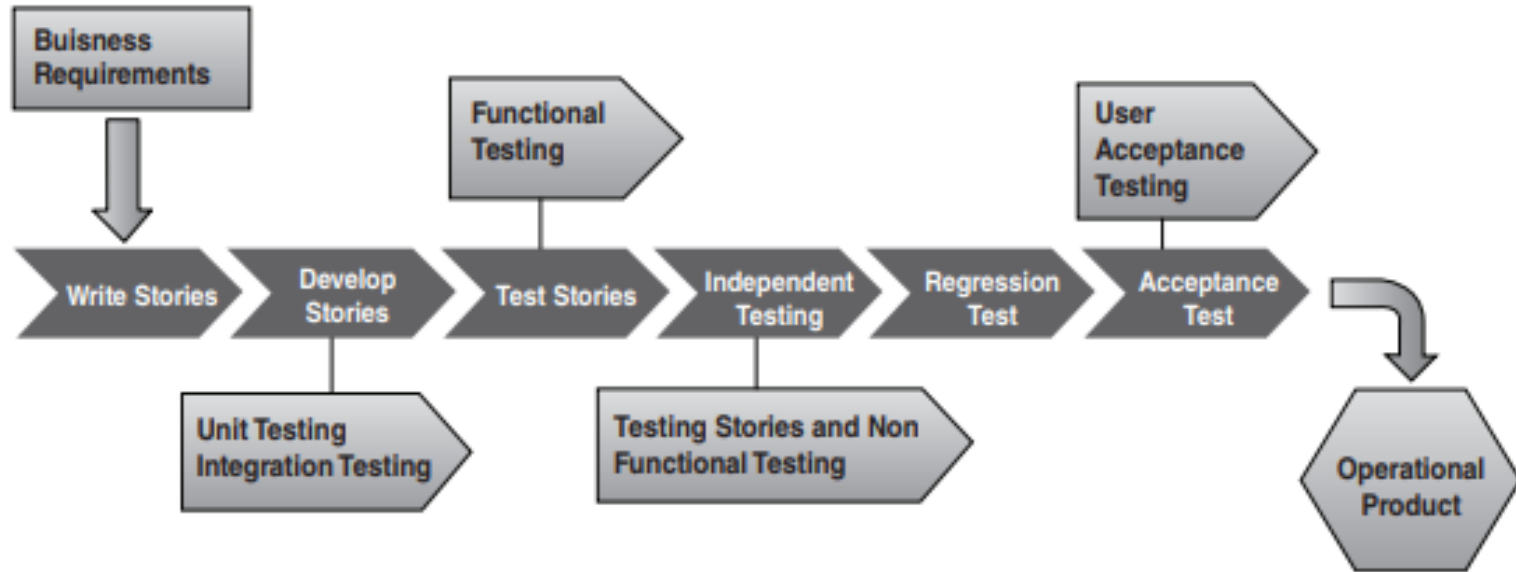 Buisness
Requirements
Functional
Testing
User
Acceptance
Testing
Write Stories
Develop
Stories
Test Stories
Independent
Testing
Regression
Test
Acceptance
Test
Unit Testing
Integration Testing
Testing Stories and Non
Functional Testing
Operational
Product